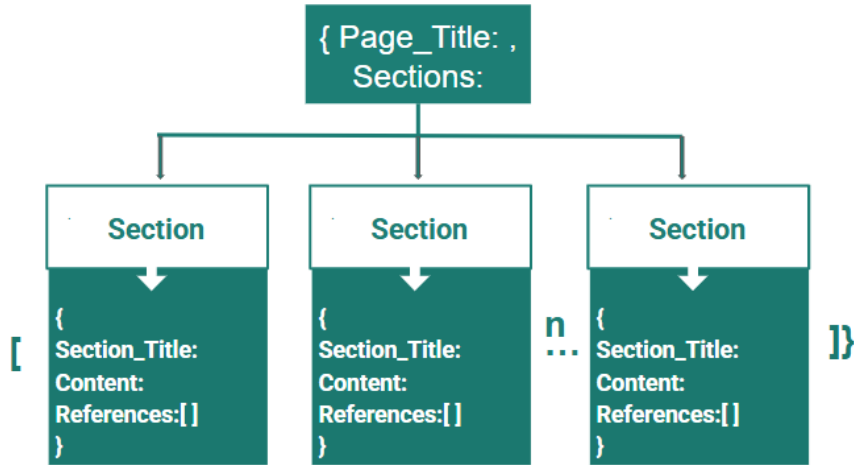 { Page_Title: ,
Sections:
Section
Section
Section
[
{
Section_Title:
Content:
References:[ ]
}
{
Section_Title:
Content:
References:[ ]
}
n
...
{
Section_Title:
Content:
References:[ ]
}
]}